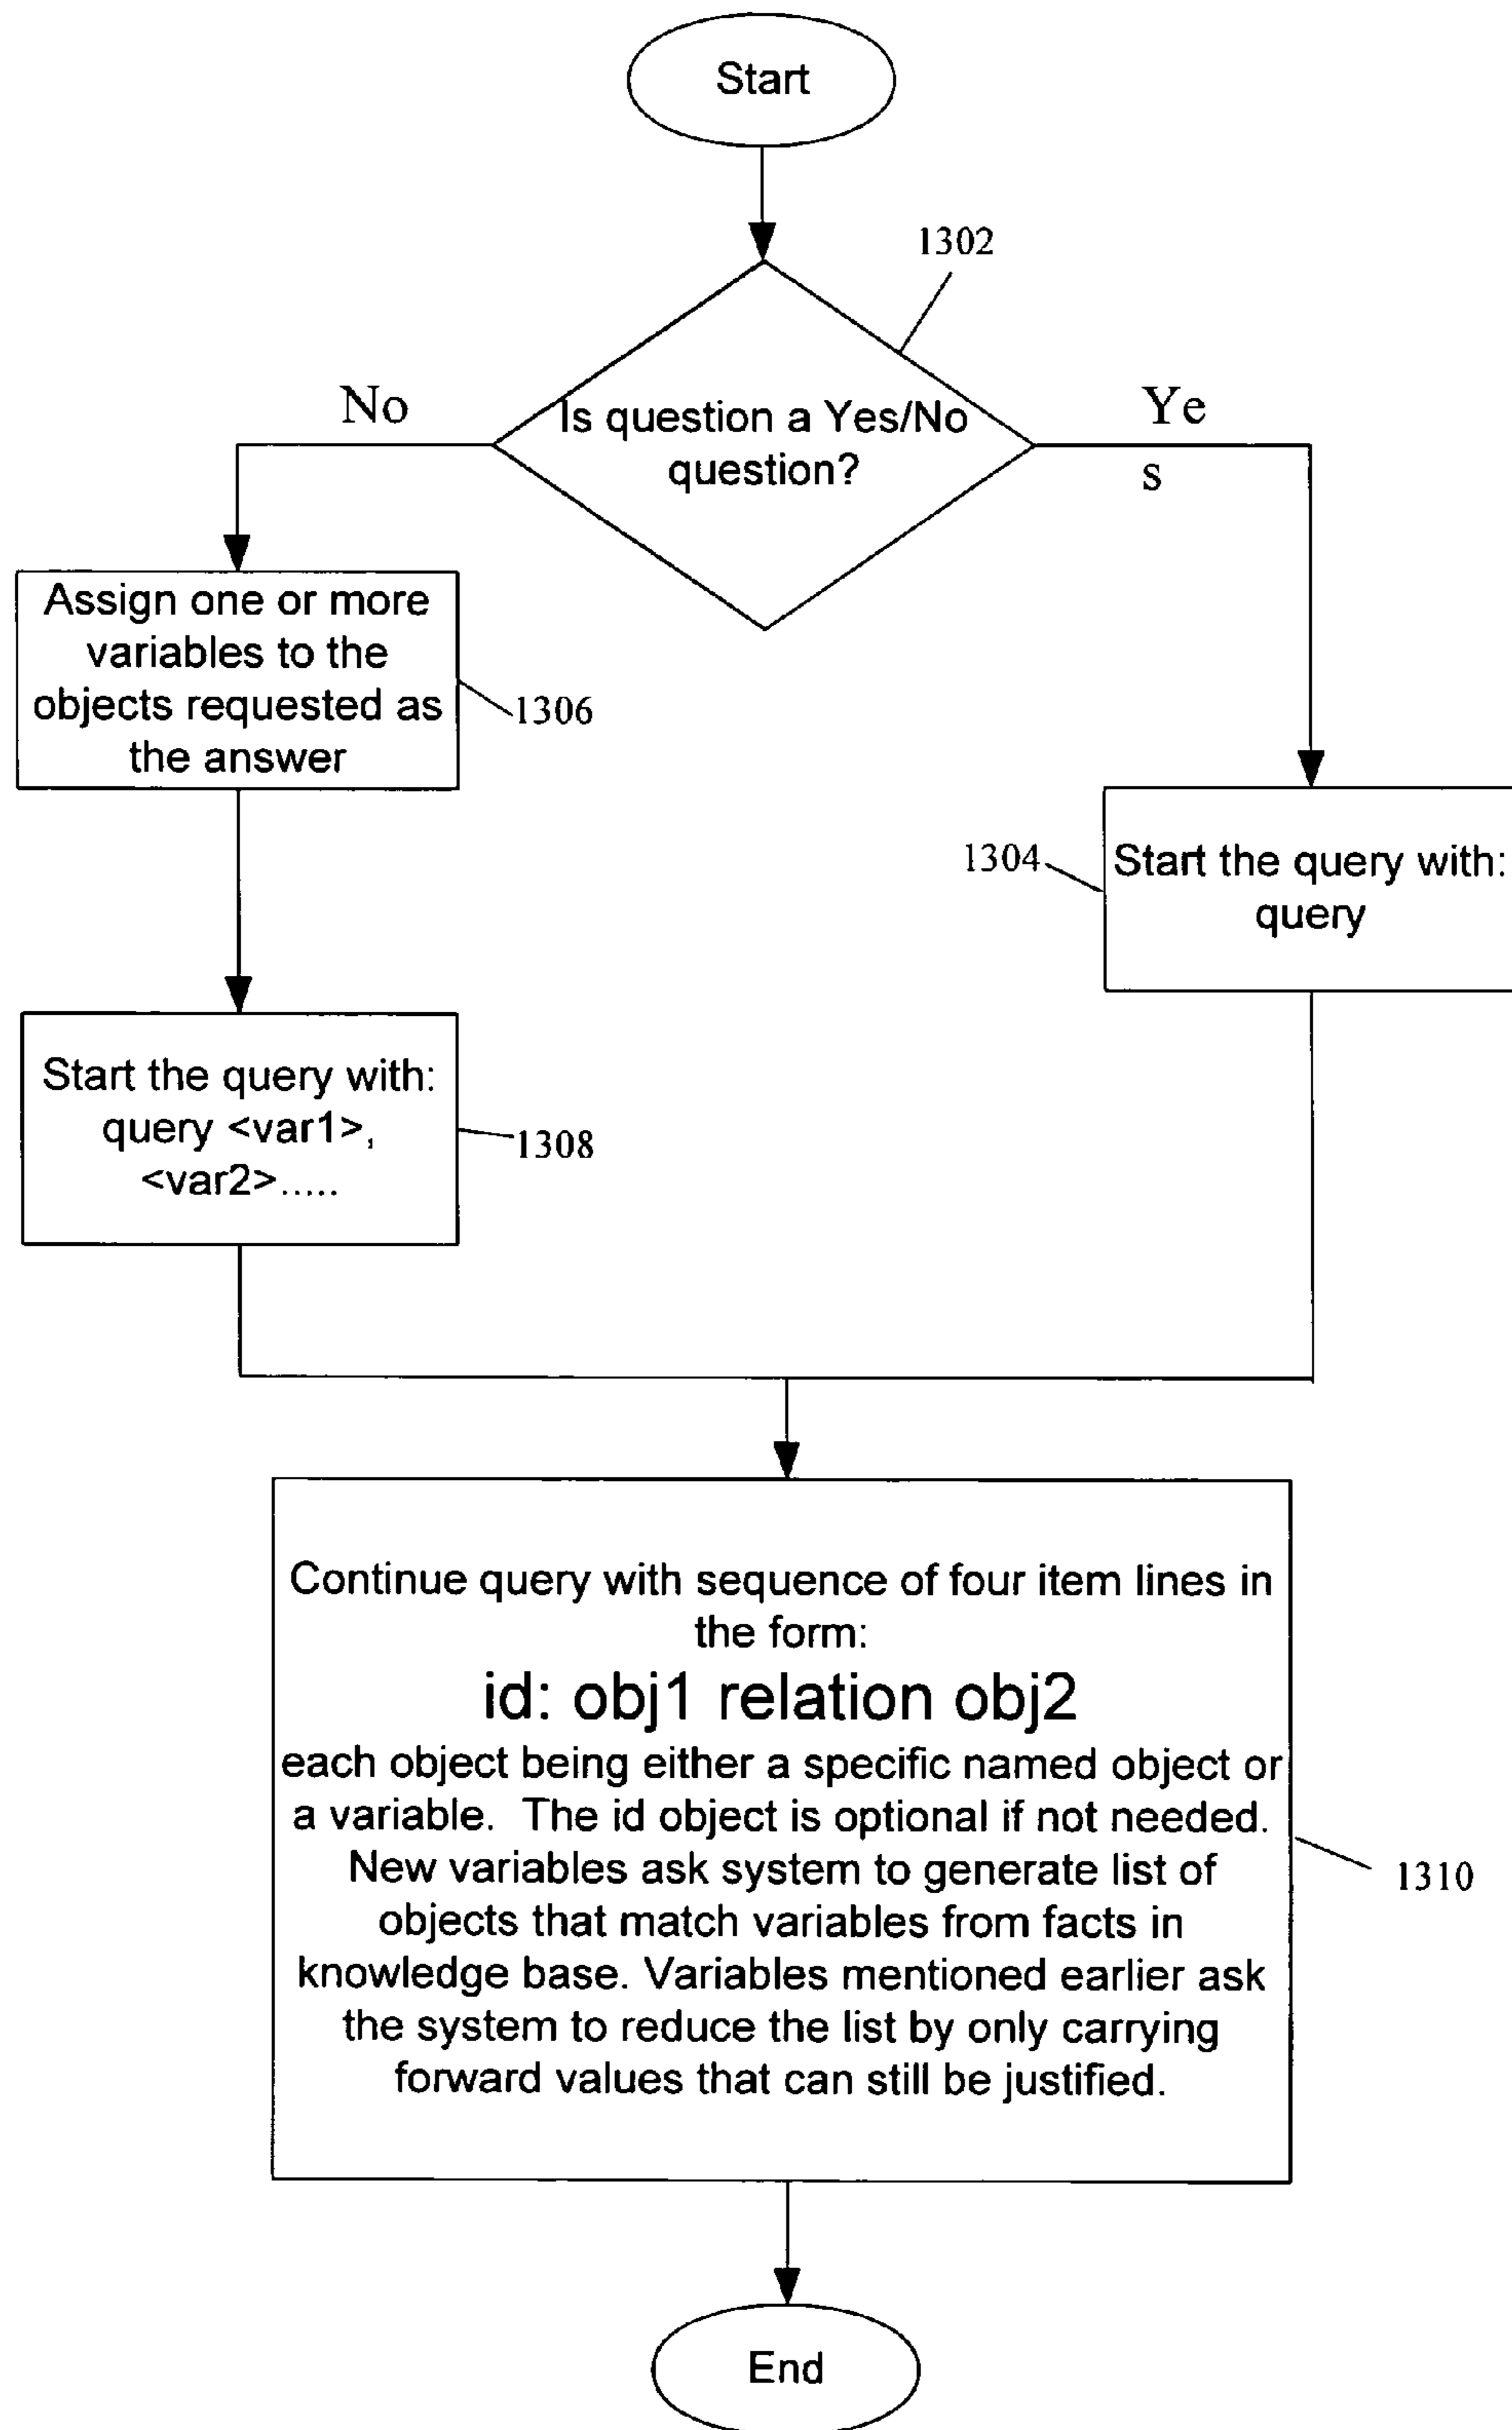 Start
1302
Is question a Yes/No
question?
No
Ye
s
Assign one or more
variables to the
objects requested as
the answer
1306
1304
Start the query with:
query
Start the query with:
query <var1>,
<var2>.....
1308
Continue query with sequence of four item lines in
the form:
id: obj1 relation obj2
each object being either a specific named object or
a variable. The id object is optional if not needed.
New variables ask system to generate list of
objects that match variables from facts in
knowledge base. Variables mentioned earlier ask
the system to reduce the list by only carrying
forward values that can still be justified.
1310
End